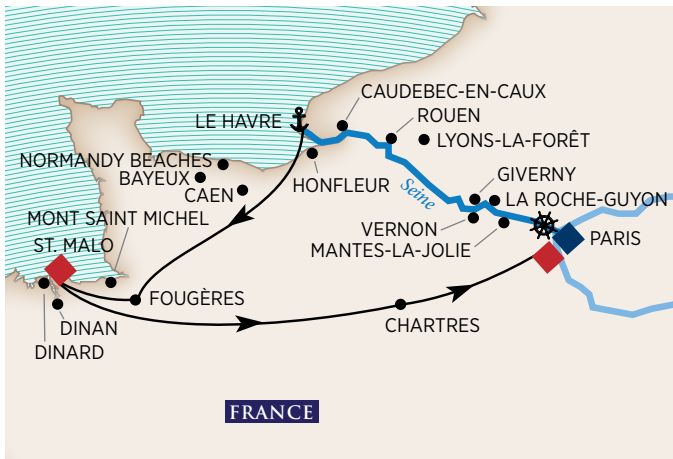 CAUDEBEC-EN-CAUX
LE HAVRE
ROUEN
LYONS-LA-FORÊT
NORMANDY BEACHES
BAYEUX
HONFLEUR
GIVERNY
CAEN
Seine
LA ROCHE-GUYON
MONT SAINT MICHEL
VERNON
ST. MALO
MANTES-LA-JOLIE
PARIS
FOUGÈRES
DINAN
CHARTRES
DINARD
FRANCE